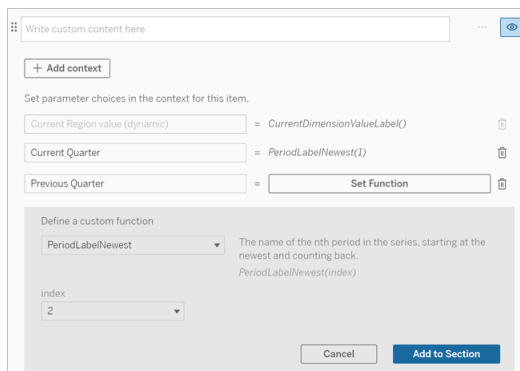 Write custom content here
+ Add context
Set parameter choices in the context for this item.
Current Region value (dynamic) = CurrentDimensionValueLabel()
Current Quarter = PeriodLabelNewest(1)
Previous Quarter = Set Function
Define a custom function
PeriodLabelNewest
The name of the nth period in the series, starting at the
newest and counting back.
PeriodLabelNewest(index)
index
2
Cancel Add to Section